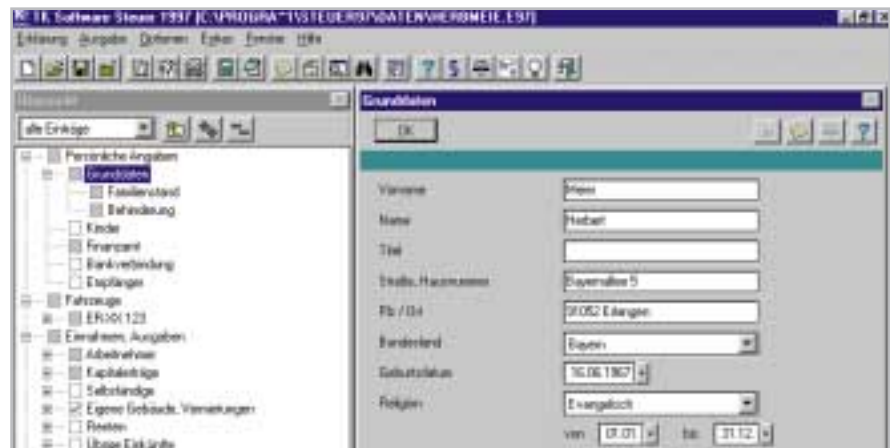 TK Software Steuer 1997 [C:\PROGRA~1\STEUER97\DATEN\HERBMEIE.E97]
Erklärung Ausgabe Optionen Extras Fenster Hilfe
Übersicht
alle Einträge
Persönliche Angaben
Grunddaten
Familienstand
Behinderung
Kinder
Finanzamt
Bankverbindung
Empfänger
Fahrzeuge
ER-XX 123
Einnahmen, Ausgaben
Arbeitnehmer
Kapitalerträge
Selbständige
Eigene Gebäude, Vermietungen
Renten
Übrige Einkünfte
Grunddaten
OK
Vorname Meier
Name Herbert
Titel
Straße, Hausnummer Bayernallee 5
Plz / Ort 91052 Erlangen
Bundesland Bayern
Geburtsdatum 16.06.1967
Religion Evangelisch
von 01.01 bis 31.12.